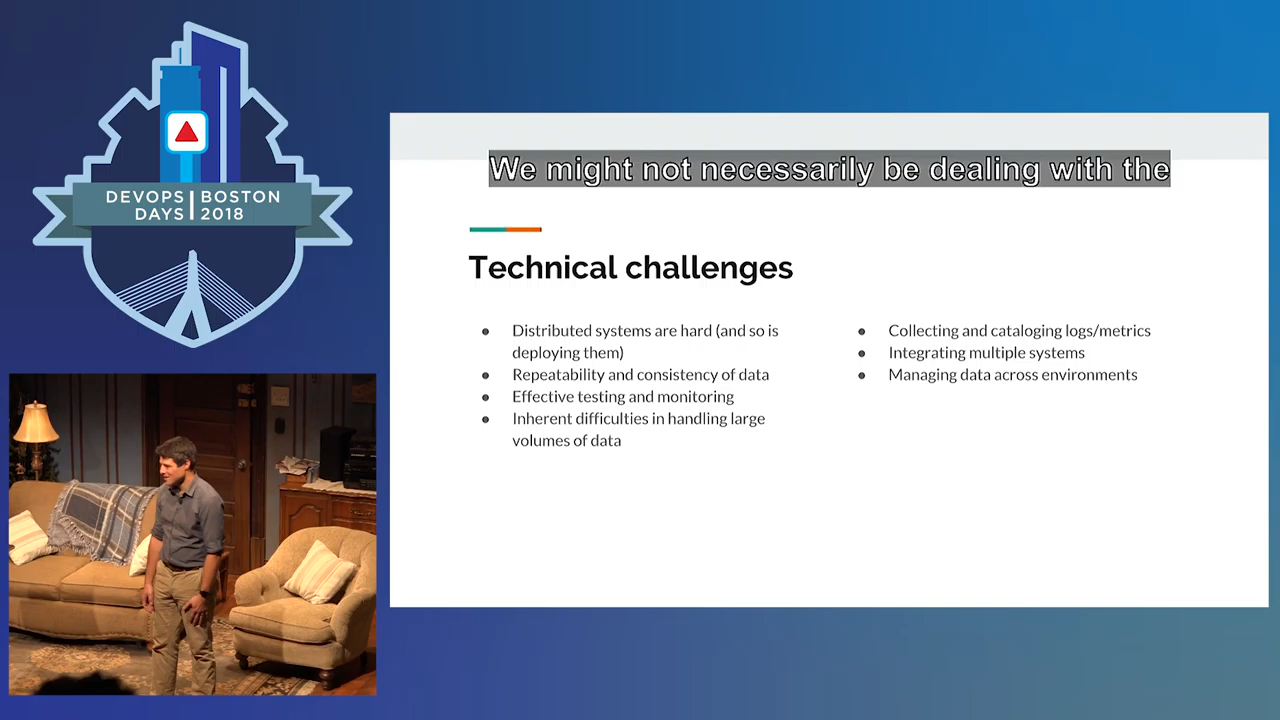 DEVOPS BOSTON
DAYS 2018
We might not necessarily be dealing with the
Technical challenges
● Distributed systems are hard (and so is
deploying them)
● Repeatability and consistency of data
● Effective testing and monitoring
● Inherent difficulties in handling large
volumes of data
● Collecting and cataloging logs/metrics
● Integrating multiple systems
● Managing data across environments